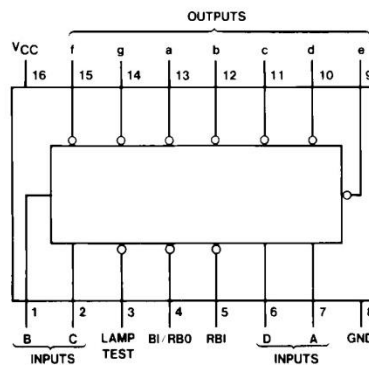 OUTPUTS
VCC f g a b c d e
16 15 14 13 12 11 10 9
1 2 3 4 5 6 7 8
B C LAMP TEST BI/RBO RBI D A GND
INPUTS INPUTS